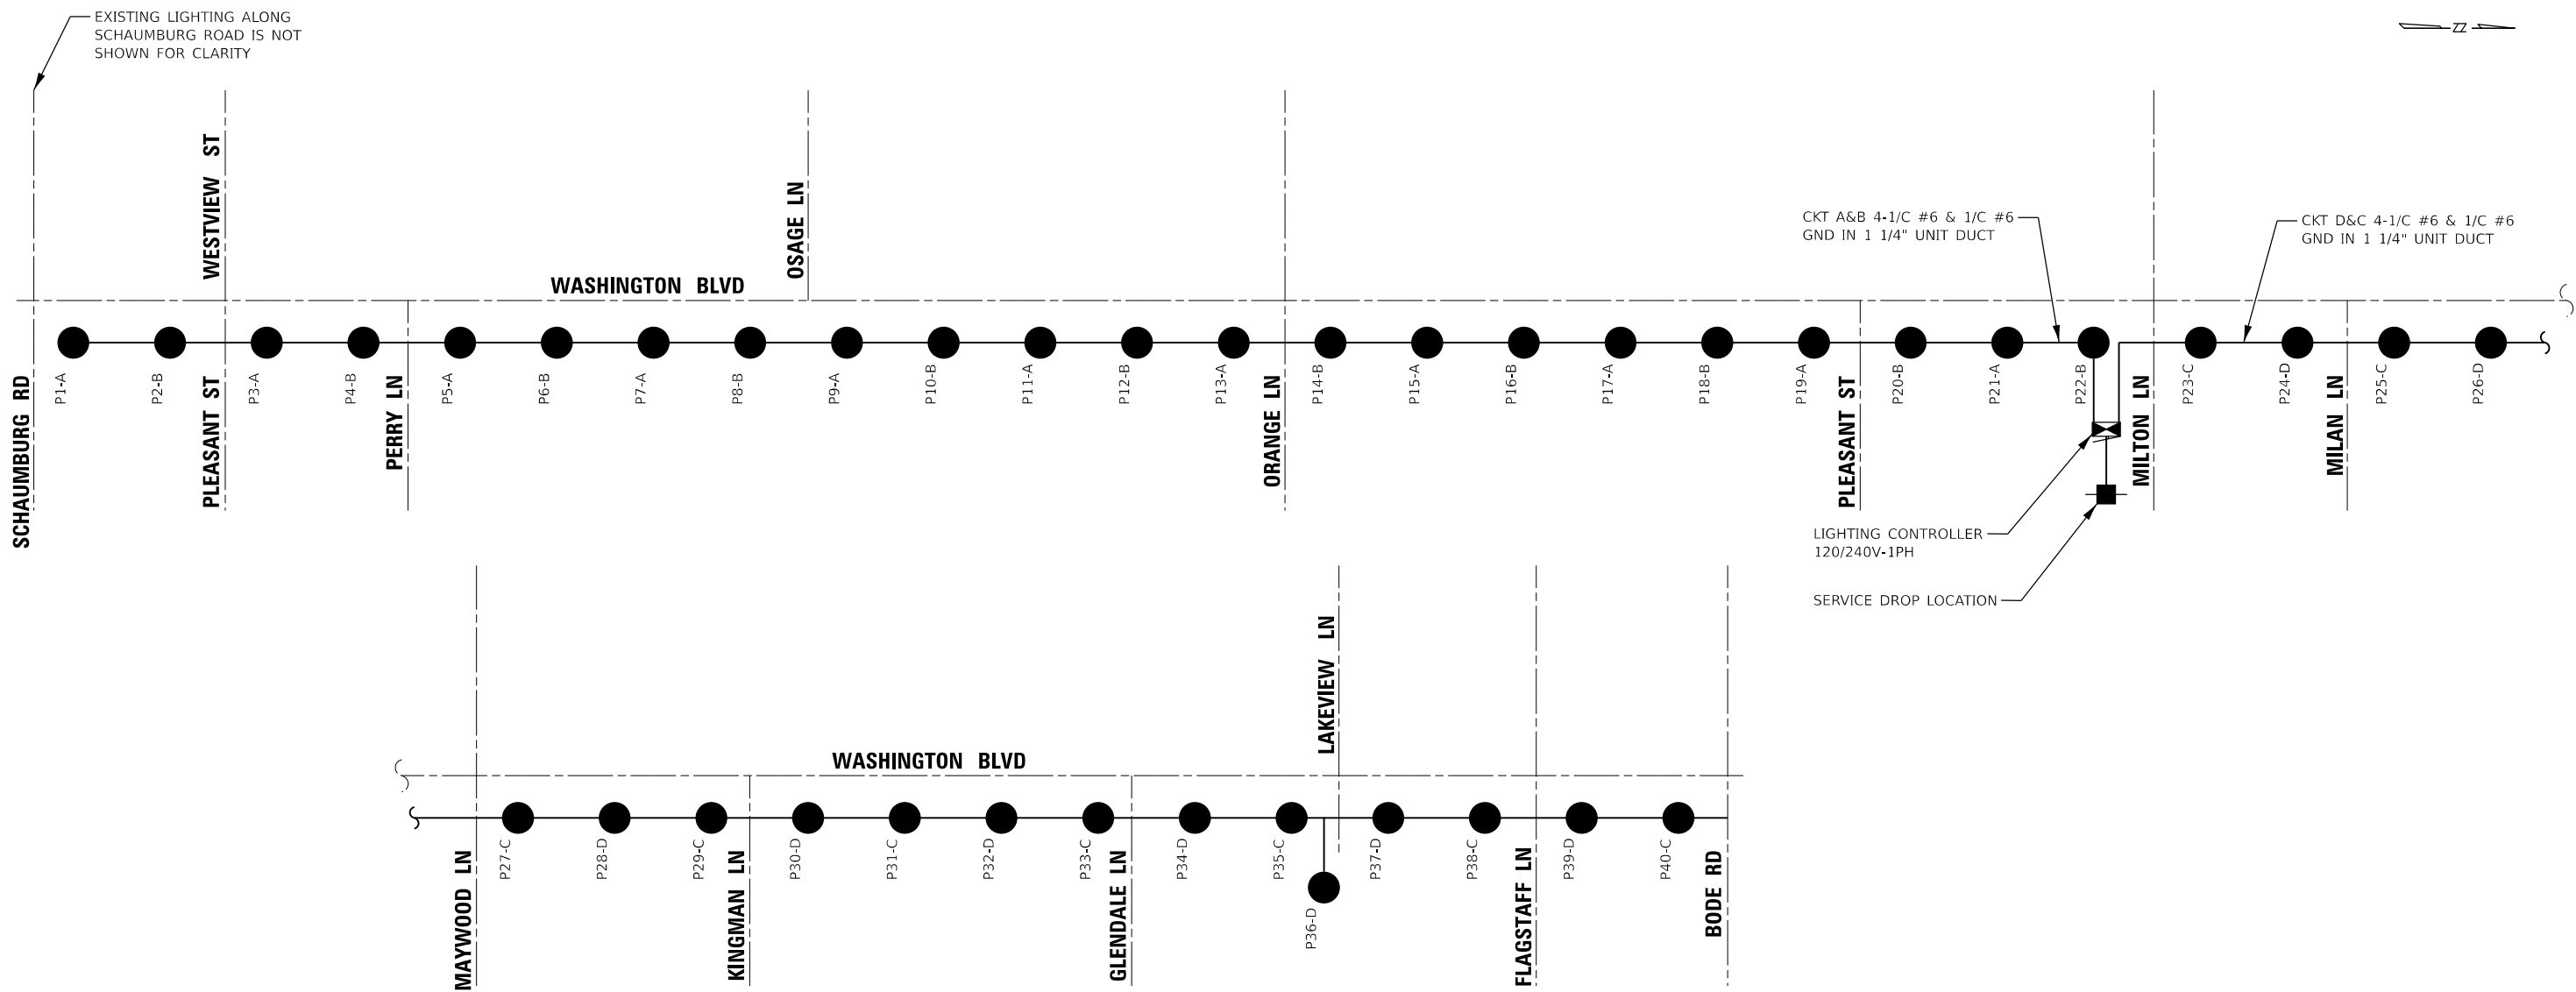 EXISTING LIGHTING ALONG
SCHAUMBURG ROAD IS NOT
SHOWN FOR CLARITY
ZZ
WESTVIEW ST
OSAGE LN
CKT A&B 4-1/C #6 & 1/C #6
GND IN 1 1/4" UNIT DUCT
CKT D&C 4-1/C #6 & 1/C #6
GND IN 1 1/4" UNIT DUCT
WASHINGTON BLVD
P1-A
P2-B
P3-A
P4-B
P5-A
P6-B
P7-A
P8-B
P9-A
P10-B
P11-A
P12-B
P13-A
P14-B
P15-A
P16-B
P17-A
P18-B
P19-A
P20-B
P21-A
P22-B
P23-C
P24-D
P25-C
P26-D
SCHAUMBURG RD
PLEASANT ST
PERRY LN
ORANGE LN
PLEASANT ST
MILTON LN
MILAN LN
LIGHTING CONTROLLER
120/240V-1PH
SERVICE DROP LOCATION
LAKEVIEW LN
WASHINGTON BLVD
P27-C
P28-D
P29-C
P30-D
P31-C
P32-D
P33-C
P34-D
P35-C
P36-D
P37-D
P38-C
P39-D
P40-C
MAYWOOD LN
KINGMAN LN
GLENDALE LN
FLAGSTAFF LN
BODE RD